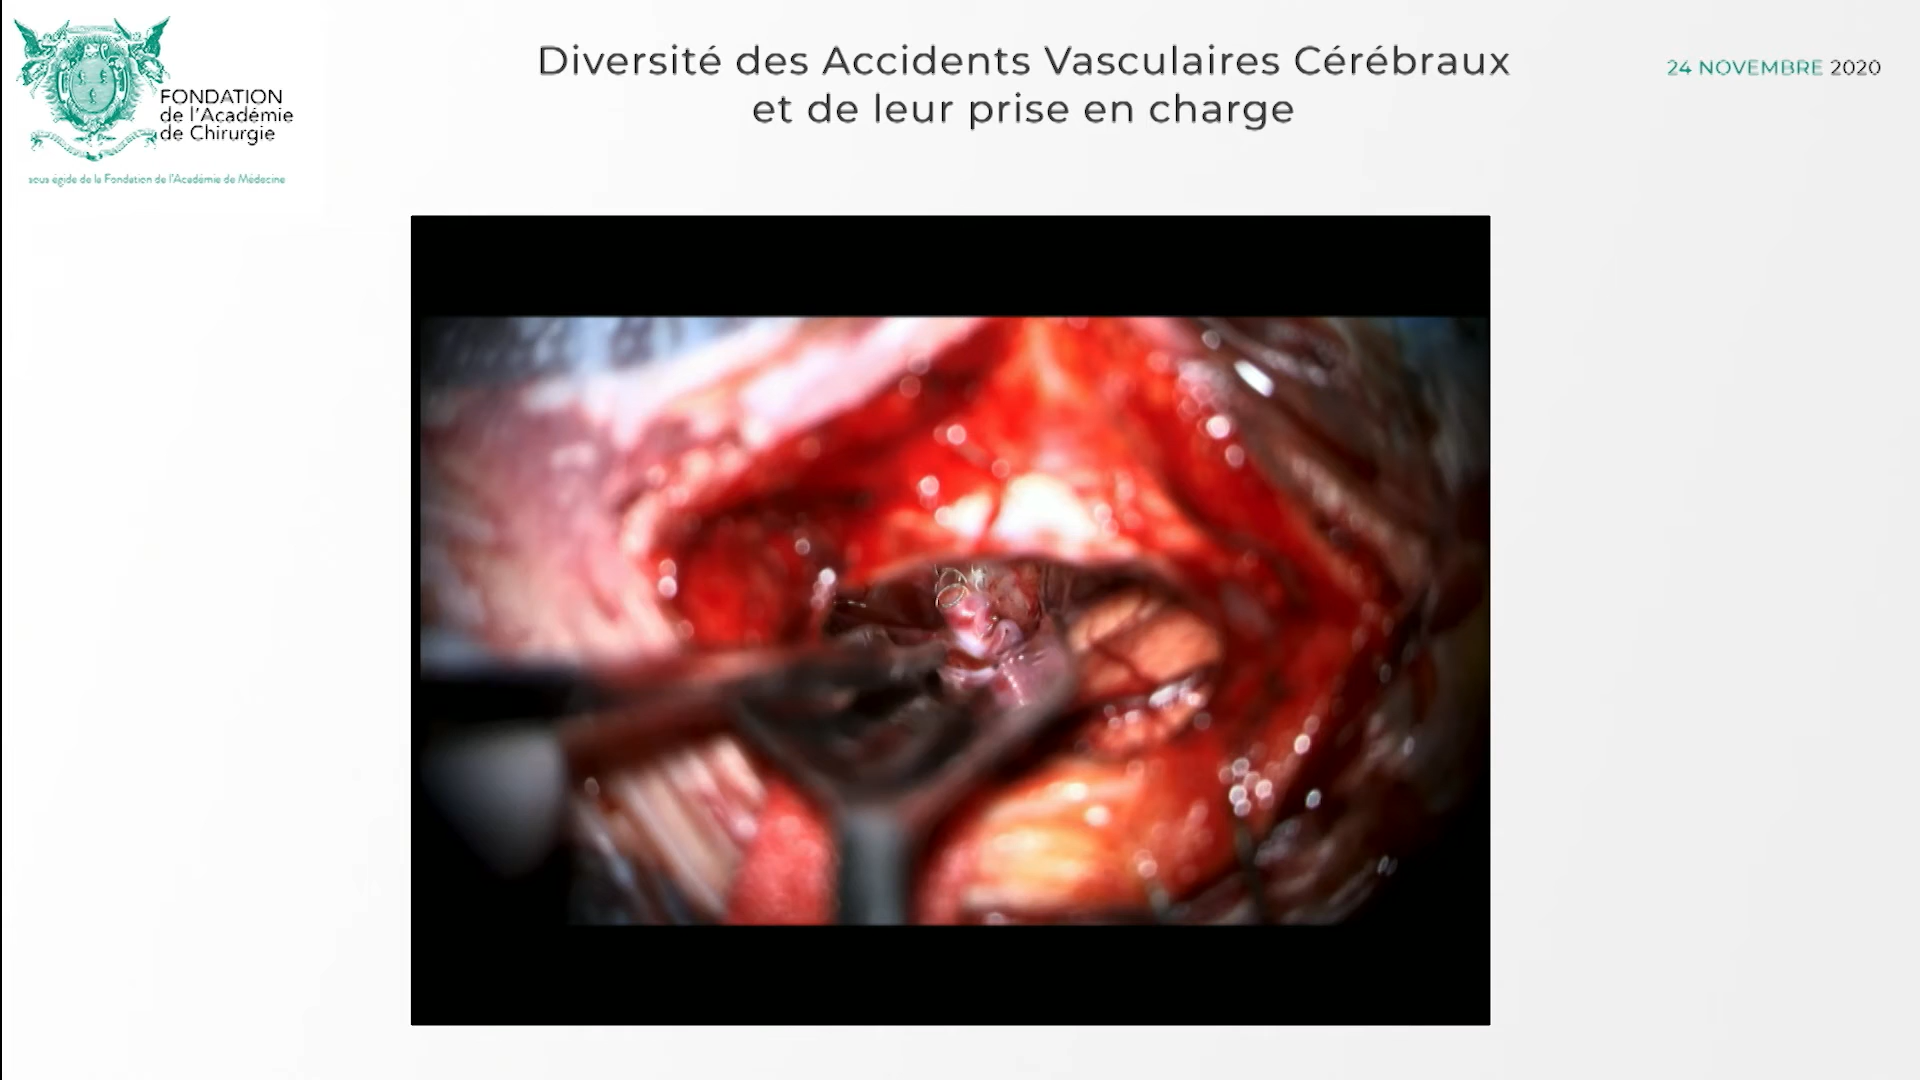 FONDATION
de l'Académie
de Chirurgie
sous égide de la Fondation de l'Académie de Médecine
Diversité des Accidents Vasculaires Cérébraux
et de leur prise en charge
24 NOVEMBRE 2020